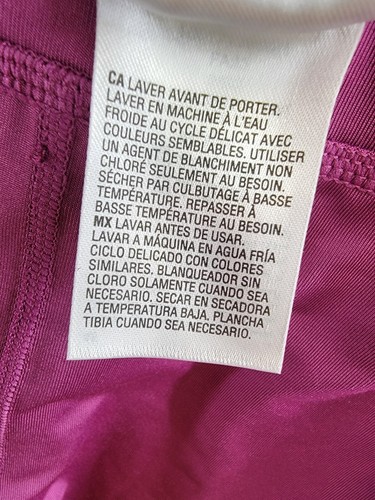 CA LAVER AVANT DE PORTER.
LAVER EN MACHINE À L'EAU
FROIDE AU CYCLE DÉLICAT AVEC
COULEURS SEMBLABLES. UTILISER
UN AGENT DE BLANCHIMENT NON
CHLORÉ SEULEMENT AU BESOIN.
SÉCHER PAR CULBUTAGE À BASSE
TEMPÉRATURE. REPASSER À
BASSE TEMPÉRATURE AU BESOIN.
MX LAVAR ANTES DE USAR.
LAVAR A MÁQUINA EN AGUA FRÍA
CICLO DELICADO CON COLORES
SIMILARES. BLANQUEADOR SIN
CLORO SOLAMENTE CUANDO SEA
NECESARIO. SECAR EN SECADORA
A TEMPERATURA BAJA. PLANCHA
TIBIA CUANDO SEA NECESARIO.